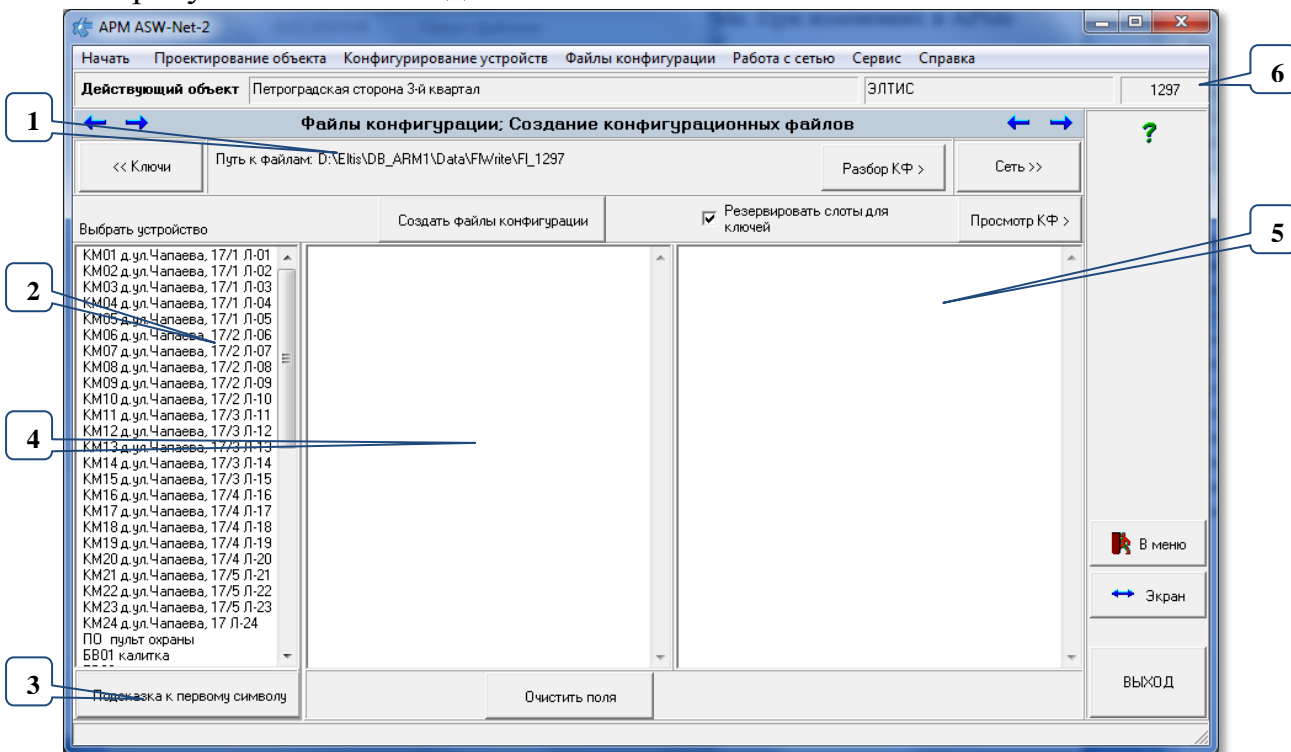 АРМ ASW-Net-2
Начать Проектирование объекта Конфигурирование устройств Файлы конфигурации Работа с сетью Сервис Справка
6
Действующий объект Петроградская сторона 3-й квартал ЭЛТИС 1297
1
Файлы конфигурации; Создание конфигурационных файлов
?
<< Ключи
Путь к файлам: D:\Eltis\DB_ARM1\Data\FlWrite\Fl_1297
Разбор КФ >
Сеть >>
Выбрать устройство
Создать файлы конфигурации
Резервировать слоты для
ключей
Просмотр КФ >
5
КМ01 д.ул.Чапаева, 17/1 Л-01
КМ02 д.ул.Чапаева, 17/1 Л-02
КМ03 д.ул.Чапаева, 17/1 Л-03
2
КМ04 д.ул.Чапаева, 17/1 Л-04
КМ05 д.ул.Чапаева, 17/1 Л-05
КМ06 д.ул.Чапаева, 17/2 Л-06
КМ07 д.ул.Чапаева, 17/2 Л-07
КМ08 д.ул.Чапаева, 17/2 Л-08
КМ09 д.ул.Чапаева, 17/2 Л-09
КМ10 д.ул.Чапаева, 17/2 Л-10
КМ11 д.ул.Чапаева, 17/3 Л-11
КМ12 д.ул.Чапаева, 17/3 Л-12
4
КМ13 д.ул.Чапаева, 17/3 Л-13
КМ14 д.ул.Чапаева, 17/3 Л-14
КМ15 д.ул.Чапаева, 17/3 Л-15
КМ16 д.ул.Чапаева, 17/4 Л-16
КМ17 д.ул.Чапаева, 17/4 Л-17
КМ18 д.ул.Чапаева, 17/4 Л-18
КМ19 д.ул.Чапаева, 17/4 Л-19
КМ20 д.ул.Чапаева, 17/4 Л-20
КМ21 д.ул.Чапаева, 17/5 Л-21
КМ22 д.ул.Чапаева, 17/5 Л-22
КМ23 д.ул.Чапаева, 17/5 Л-23
КМ24 д.ул.Чапаева, 17 Л-24
ПО пульт охраны
БВ01 калитка
В меню
Экран
3
Подсказка к первому символу
Очистить поля
ВЫХОД